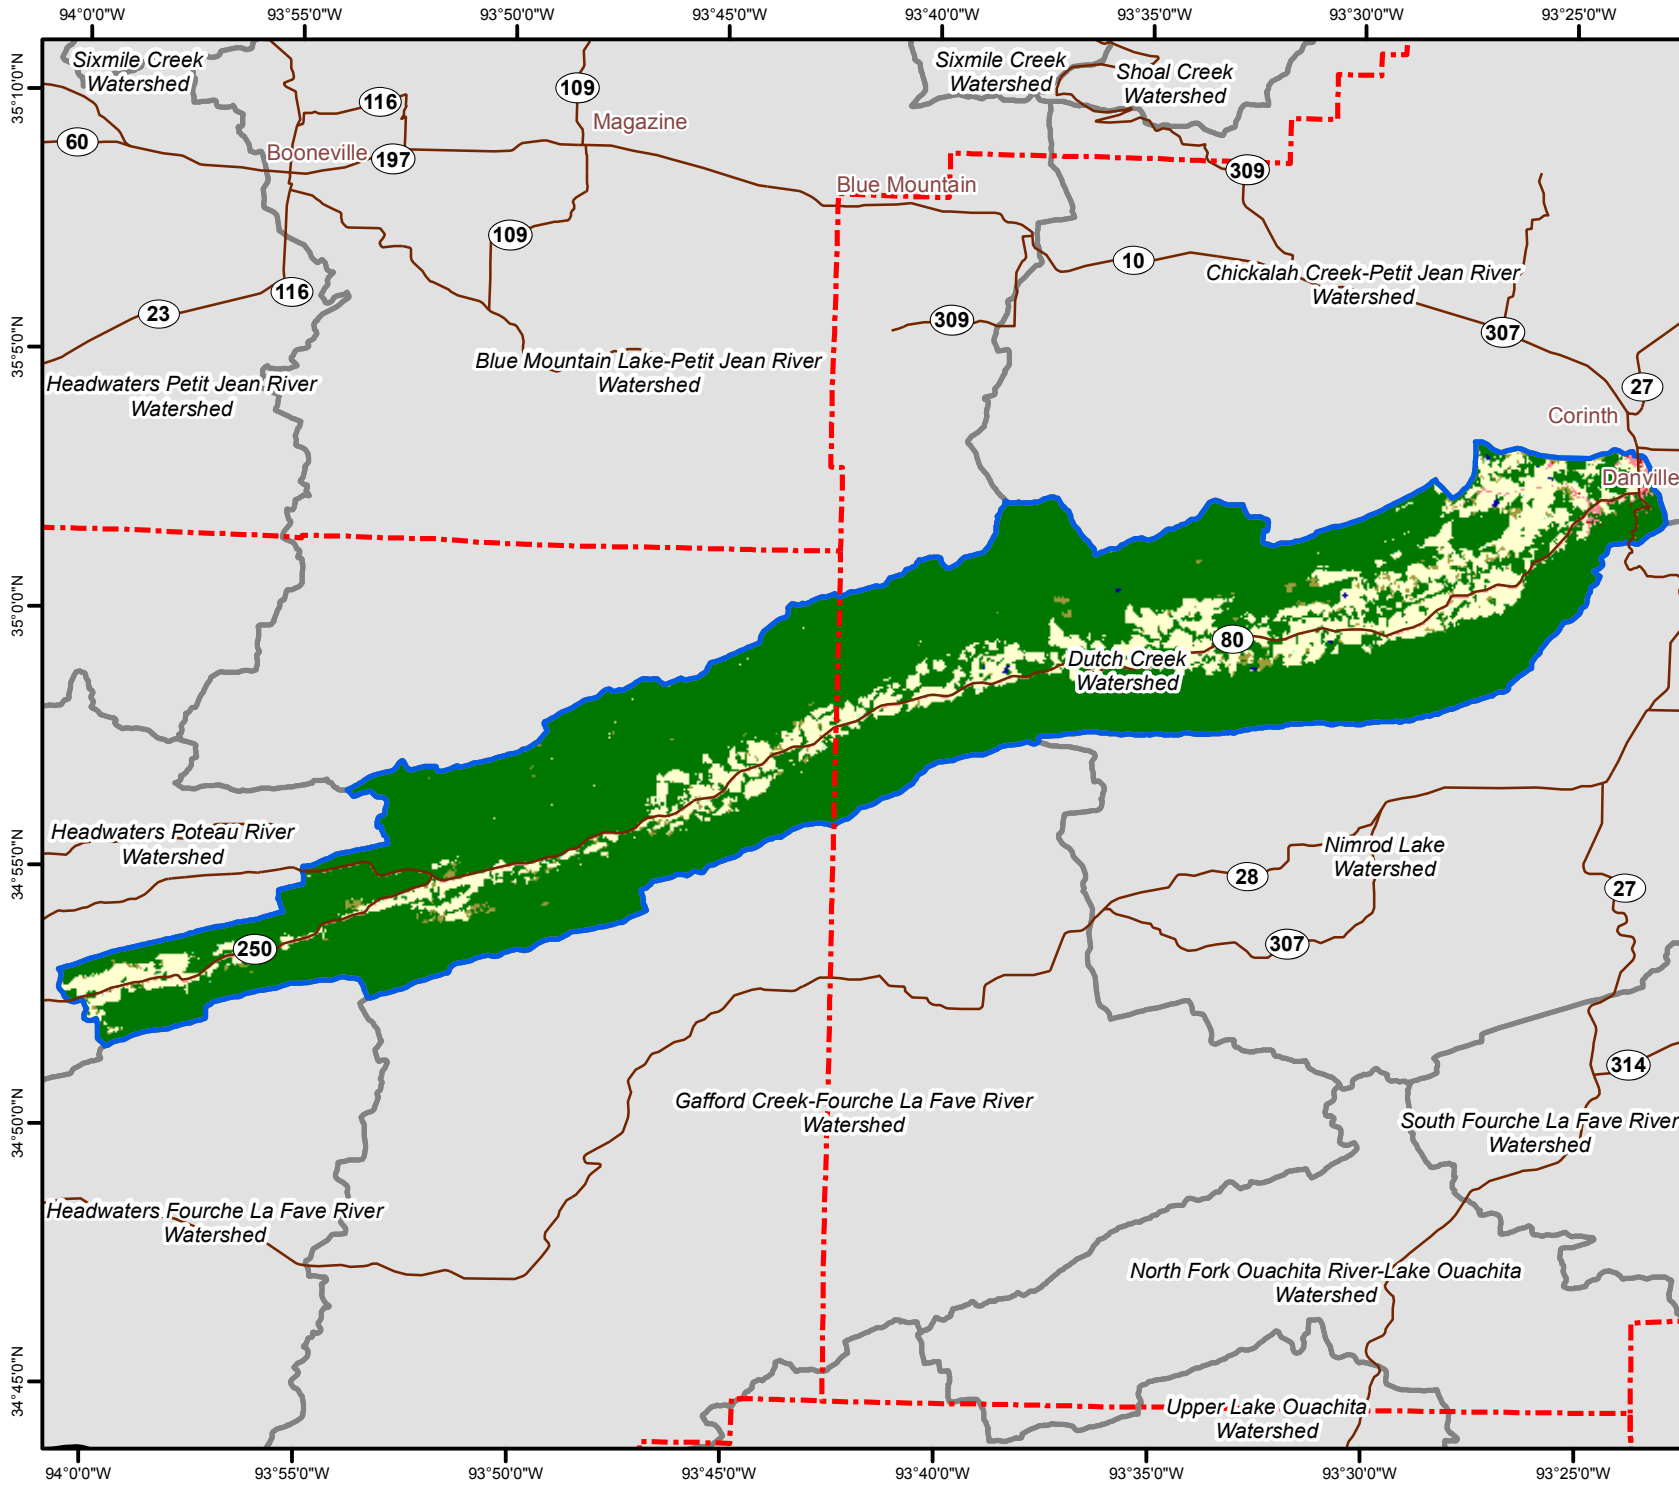 94°0'0"W
93°55'0"W
93°50'0"W
93°45'0"W
93°40'0"W
93°35'0"W
93°30'0"W
93°25'0"W
35°10'0"N
35°5'0"N
35°0'0"N
34°55'0"N
34°50'0"N
34°45'0"N
Sixmile Creek
Watershed
Sixmile Creek
Watershed
Shoal Creek
Watershed
109
116
Magazine
60
Booneville
197
309
Blue Mountain
109
10
Chickalah Creek-Petit Jean River
Watershed
116
23
309
307
Blue Mountain Lake-Petit Jean River
Watershed
Headwaters Petit Jean River
Watershed
27
Corinth
Danville
80
Dutch Creek
Watershed
Headwaters Poteau River
Watershed
Nimrod Lake
Watershed
28
27
250
307
314
Gafford Creek-Fourche La Fave River
Watershed
South Fourche La Fave River
Watershed
Headwaters Fourche La Fave River
Watershed
North Fork Ouachita River-Lake Ouachita
Watershed
Upper Lake Ouachita
Watershed
94°0'0"W
93°55'0"W
93°50'0"W
93°45'0"W
93°40'0"W
93°35'0"W
93°30'0"W
93°25'0"W